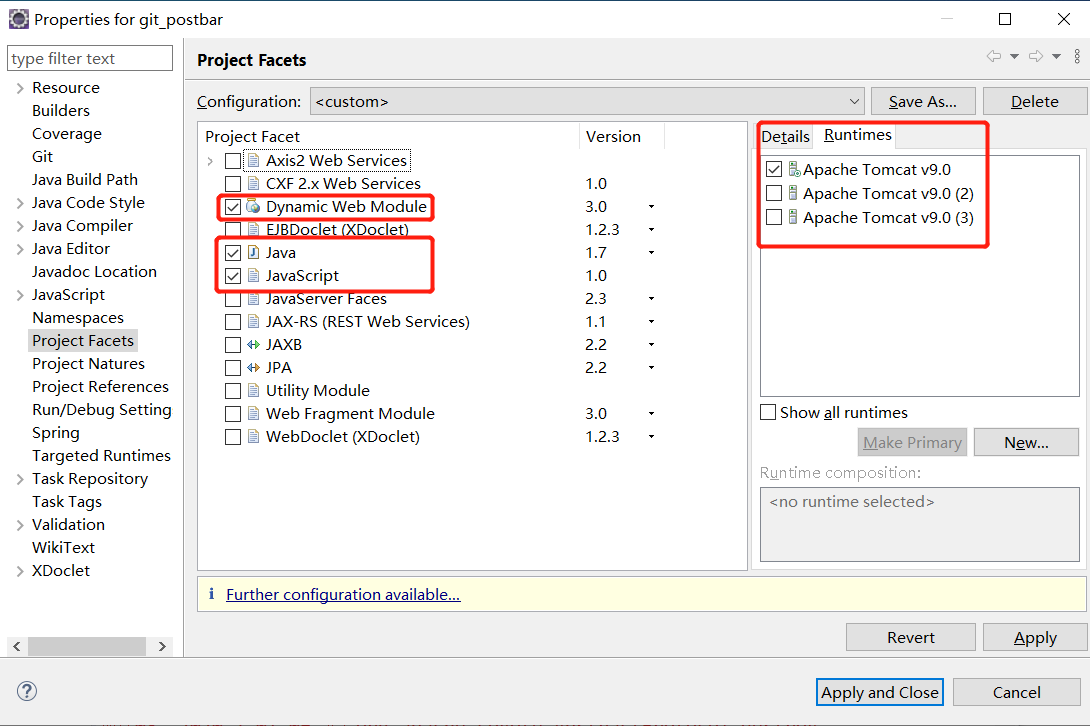 Properties for git_postbar
type filter text
Resource
Builders
Coverage
Git
Java Build Path
Java Code Style
Java Compiler
Java Editor
Javadoc Location
JavaScript
Namespaces
Project Facets
Project Natures
Project References
Run/Debug Setting
Spring
Targeted Runtimes
Task Repository
Task Tags
Validation
WikiText
XDoclet
Project Facets
Configuration: <custom> Save As... Delete
Project Facet Version
Axis2 Web Services
CXF 2.x Web Services 1.0
Dynamic Web Module 3.0
EJBDoclet (XDoclet) 1.2.3
Java 1.7
JavaScript 1.0
JavaServer Faces 2.3
JAX-RS (REST Web Services) 1.1
JAXB 2.2
JPA 2.2
Utility Module
Web Fragment Module 3.0
WebDoclet (XDoclet) 1.2.3
Details Runtimes
Apache Tomcat v9.0
Apache Tomcat v9.0 (2)
Apache Tomcat v9.0 (3)
Show all runtimes
Make Primary New...
Runtime composition:
<no runtime selected>
i Further configuration available...
Revert Apply
? Apply and Close Cancel